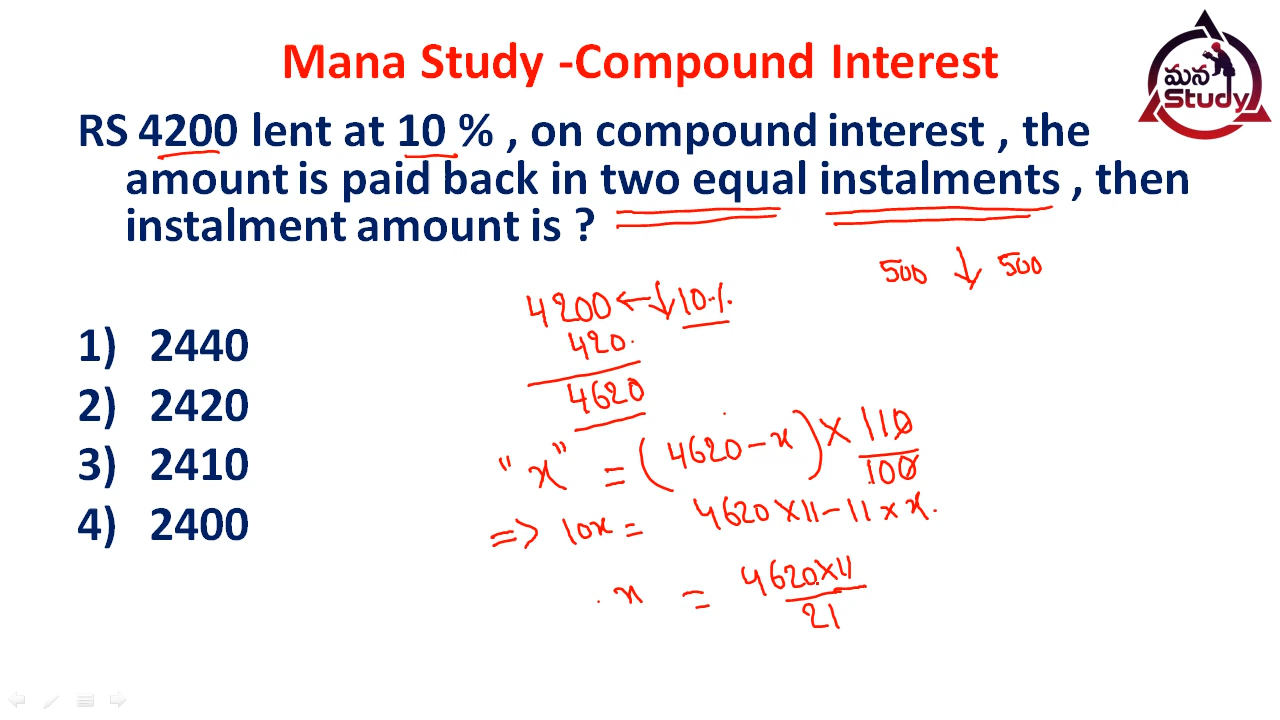 Mana Study -Compound Interest
మన
Study
RS 4200 lent at 10 % , on compound interest , the
amount is paid back in two equal instalments , then
instalment amount is ?
500 ↓ 500
4200 ← ↓ 10%
420
4620
1) 2440
2) 2420
3) 2410
4) 2400
"x" = (4620 - x) × 110/100
=> 10x = 4620 × 11 - 11 × x.
x = 4620×11/21